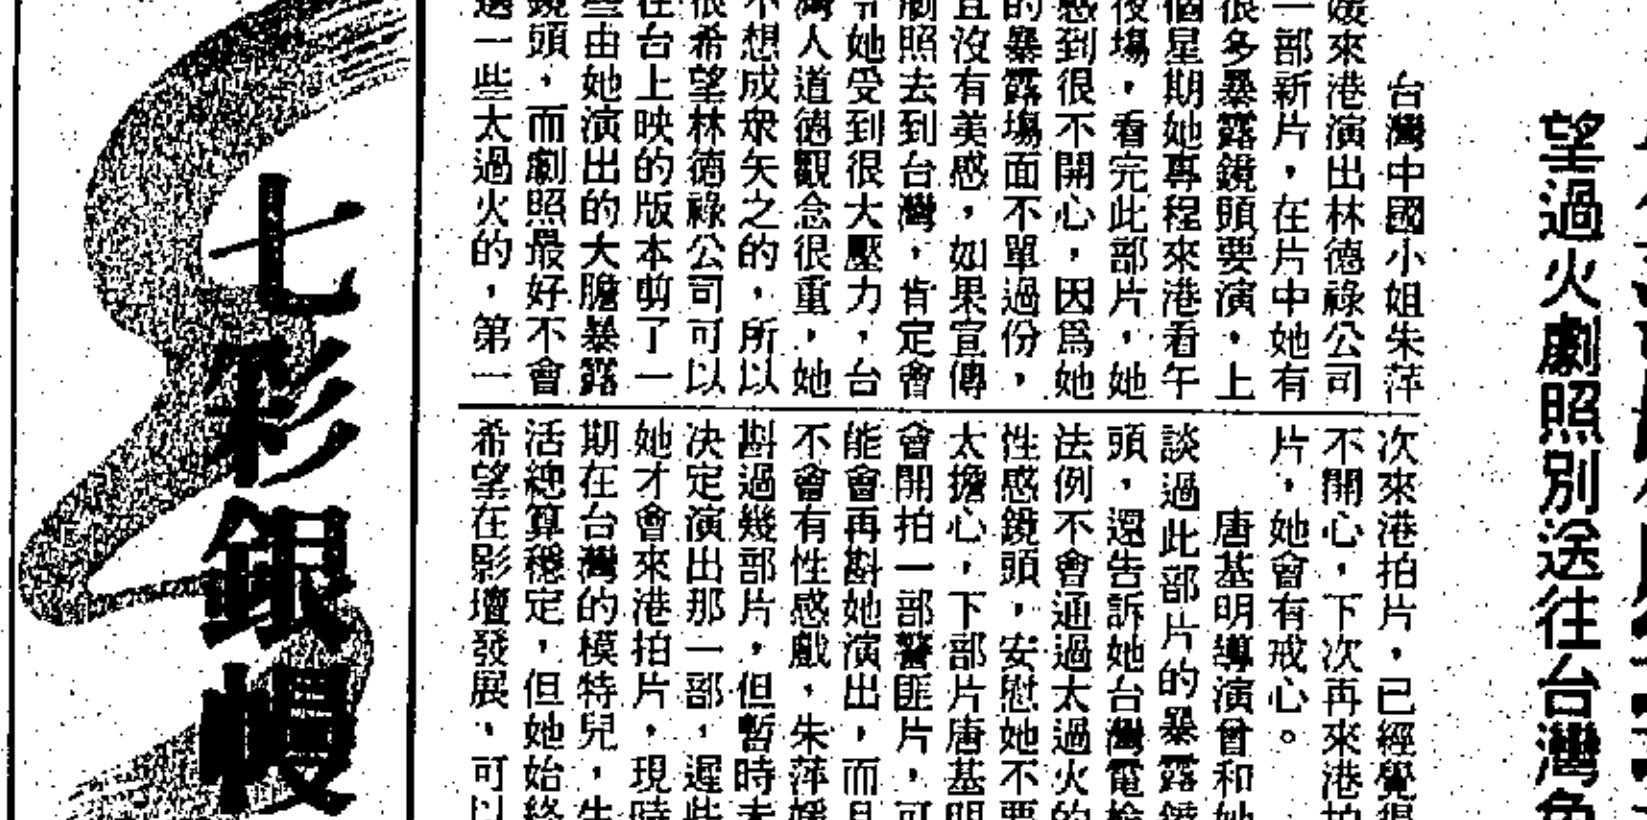 望過火劇照別送往台灣
台灣中國小姐朱萍
媛來港演出林德祿公司
一部新片，在片中她有
很多暴露鏡頭要演，上
個星期她專程來港看午
夜場，看完此部片，她
感到很不開心，因爲她
的暴露場面不單過份，
且沒有美感，如果宣傳
劇照去到台灣，肯定會
令她受到很大壓力，台
灣人道德觀念很重，她
不想成衆矢之的，所以
很希望林德祿公司可以
在台上映的版本剪了一
些由她演出的大膽暴露
鏡頭，而劇照最好不會
選一些太過火的，第一
次來港拍片，已經覺得
不開心，下次再來港拍
片，她會有戒心。
唐基明導演曾和她
談過此部片的暴露鏡
頭，還告訴她台灣電檢
法例不會通過太過火的
性感鏡頭，安慰她不要
太擔心，下部片唐基明
會開拍一部警匪片，可
能會再斟她演出，而且
不會有性感戲，朱萍媛
斟過幾部片，但暫時未
決定演出那一部，遲些
她才會來港拍片，現時
期在台灣的模特兒，生
活總算穩定，但她始終
希望在影壇發展，可以
七彩銀幔